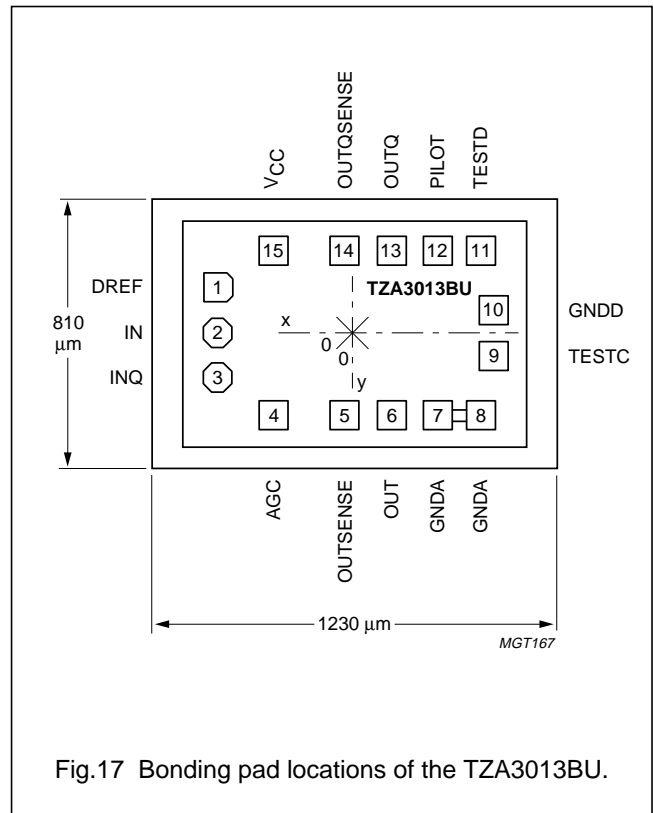 VCC
OUTQSENSE
OUTQ
PILOT
TESTD
15
14
13
12
11
DREF
1
TZA3013BU
810
μm
10
GNDD
IN
2
x
0
0
9
TESTC
INQ
3
y
4
5
6
7
8
AGC
OUTSENSE
OUT
GNDA
GNDA
1230 μm
MGT167
Fig.17 Bonding pad locations of the TZA3013BU.